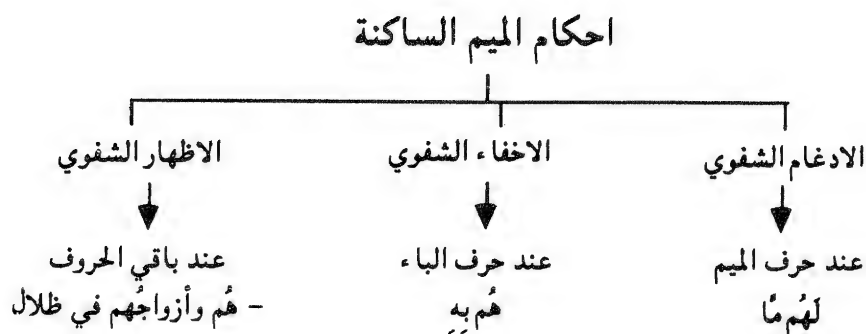 احكام الميم الساكنة
الادغام الشفوي
الاخفاء الشفوي
الاظهار الشفوي
عند حرف الميم
عند حرف الباء
عند باقي الحروف
لَهُم مَّا
هُم بِهِ
- هُم وأزواجُهم في ظلال